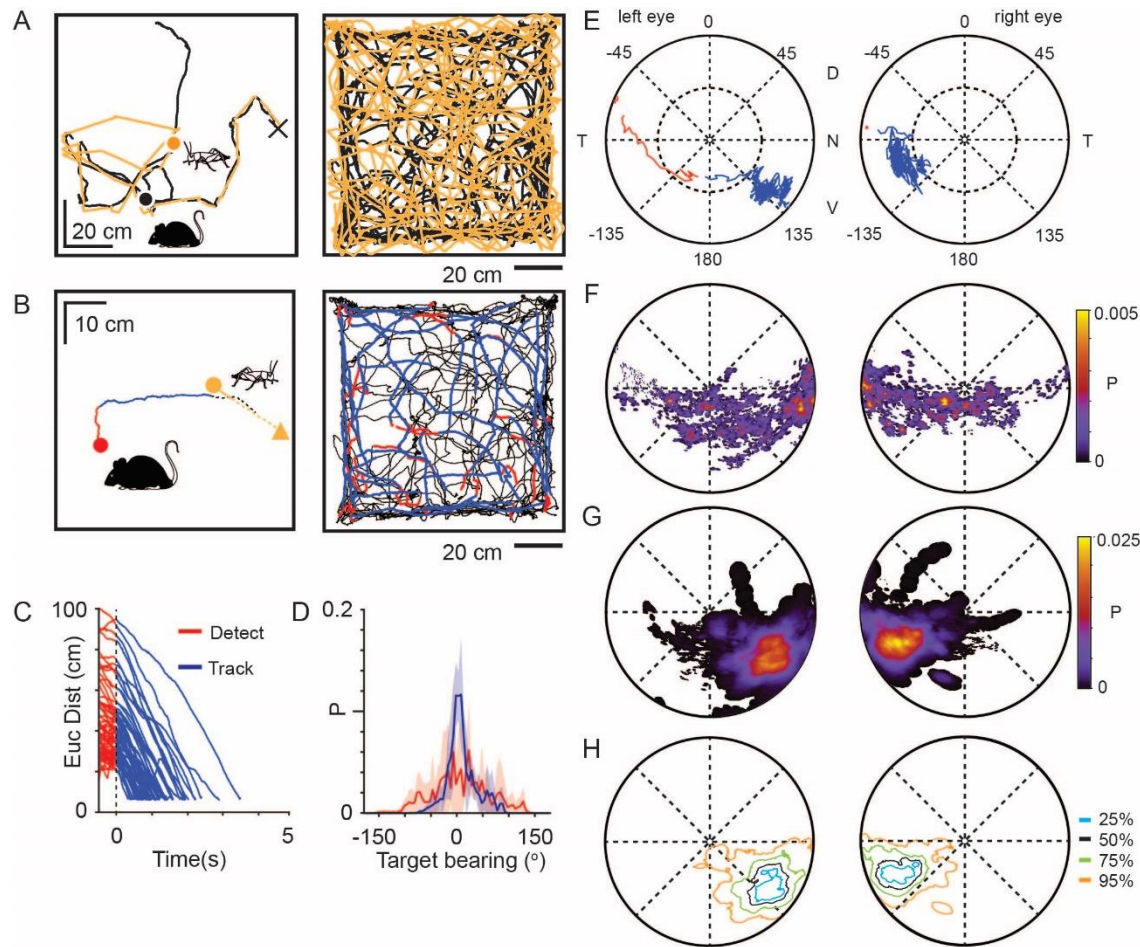 A
20 cm
20 cm
B
10 cm
20 cm
C
100
Euc Dist (cm)
0
0
5
Time(s)
Detect
Track
D
0.2
P
0
-150
0
150
Target bearing (°)
E
left eye
0
right eye
0
-45
45
D
-45
45
T
N
T
V
-135
135
-135
135
180
180
F
0.005
P
0
G
0.025
P
0
H
25%
50%
75%
95%